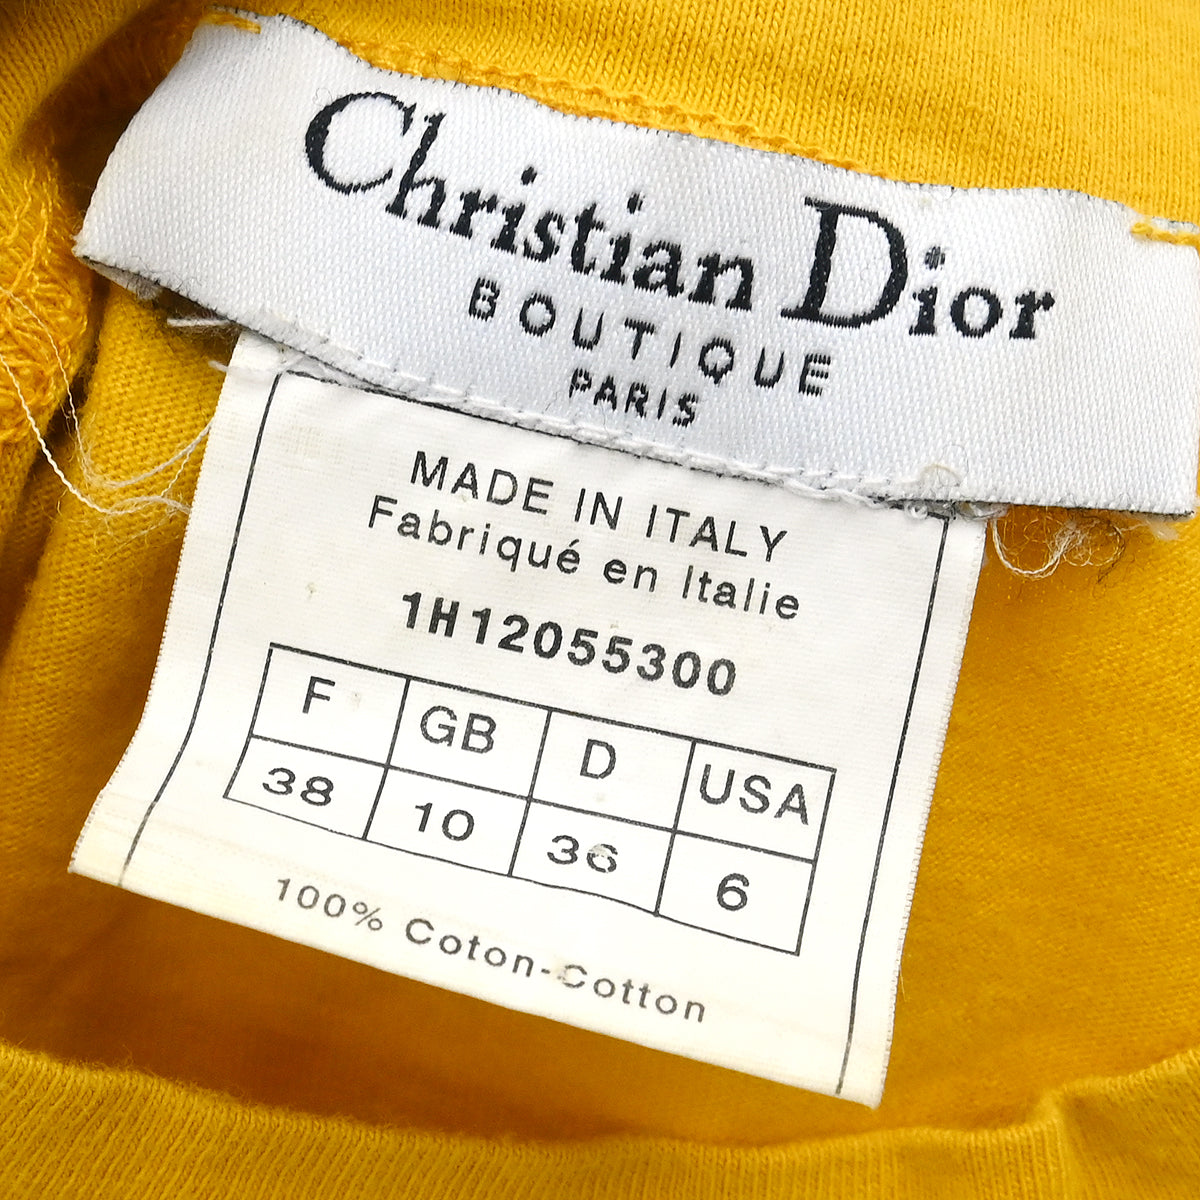 Christian Dior
BOUTIQUE
PARIS
MADE IN ITALY
Fabriqué en Italie
1H12055300
F GB D USA
38 10 36 6
100% Coton-Cotton